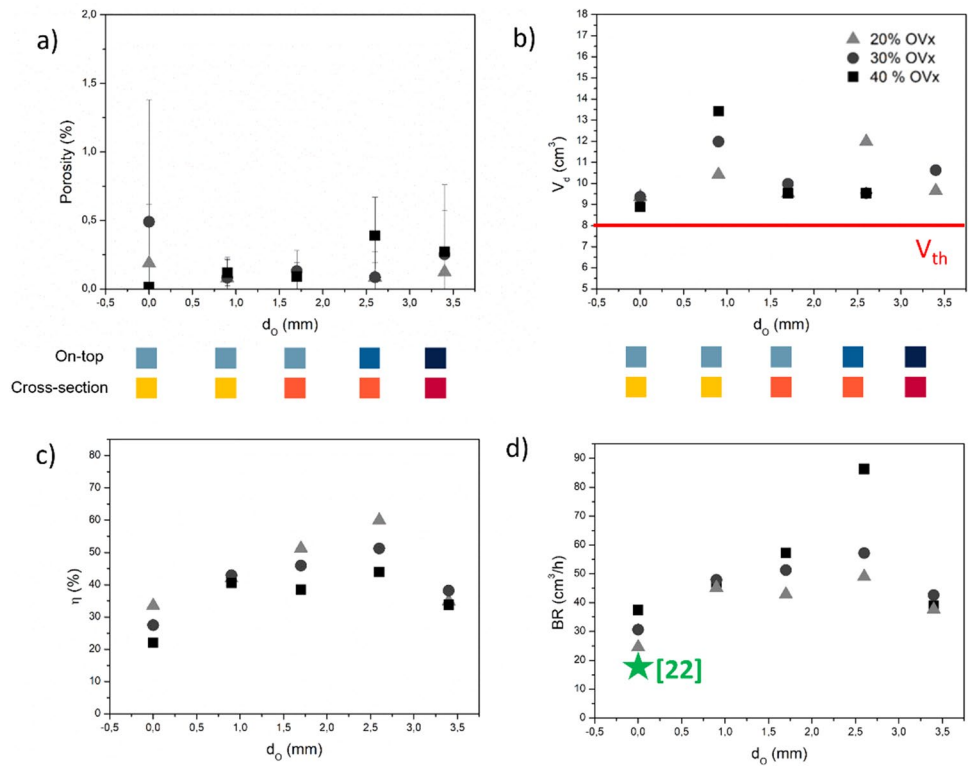 a)
2,0
1,5
1,0
0,5
0,0
Porosity (%)
-0,5 0,0 0,5 1,0 1,5 2,0 2,5 3,0 3,5
d_O (mm)
b)
18
17
16
15
14
13
12
11
10
9
8
7
6
5
V_d (cm³)
20% OVx
30% OVx
40 % OVx
V_th
-0,5 0,0 0,5 1,0 1,5 2,0 2,5 3,0 3,5
d_O (mm)
On-top
Cross-section
c)
80
70
60
50
40
30
20
10
0
η (%)
-0,5 0,0 0,5 1,0 1,5 2,0 2,5 3,0 3,5
d_O (mm)
d)
90
80
70
60
50
40
30
20
10
0
BR (cm³/h)
[22]
-0,5 0,0 0,5 1,0 1,5 2,0 2,5 3,0 3,5
d_O (mm)